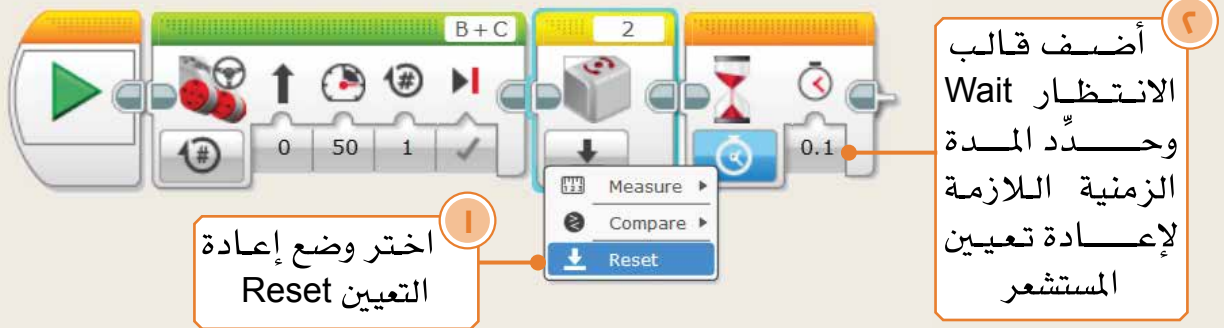 B + C
2
#
#
0
50
1
0.1
Measure
Compare
Reset
١
اختر وضع إعادة
التعيين Reset
٢
أضف قالب
الانتظار Wait
وحدِّد المدة
الزمنية اللازمة
لإعادة تعيين
المستشعر